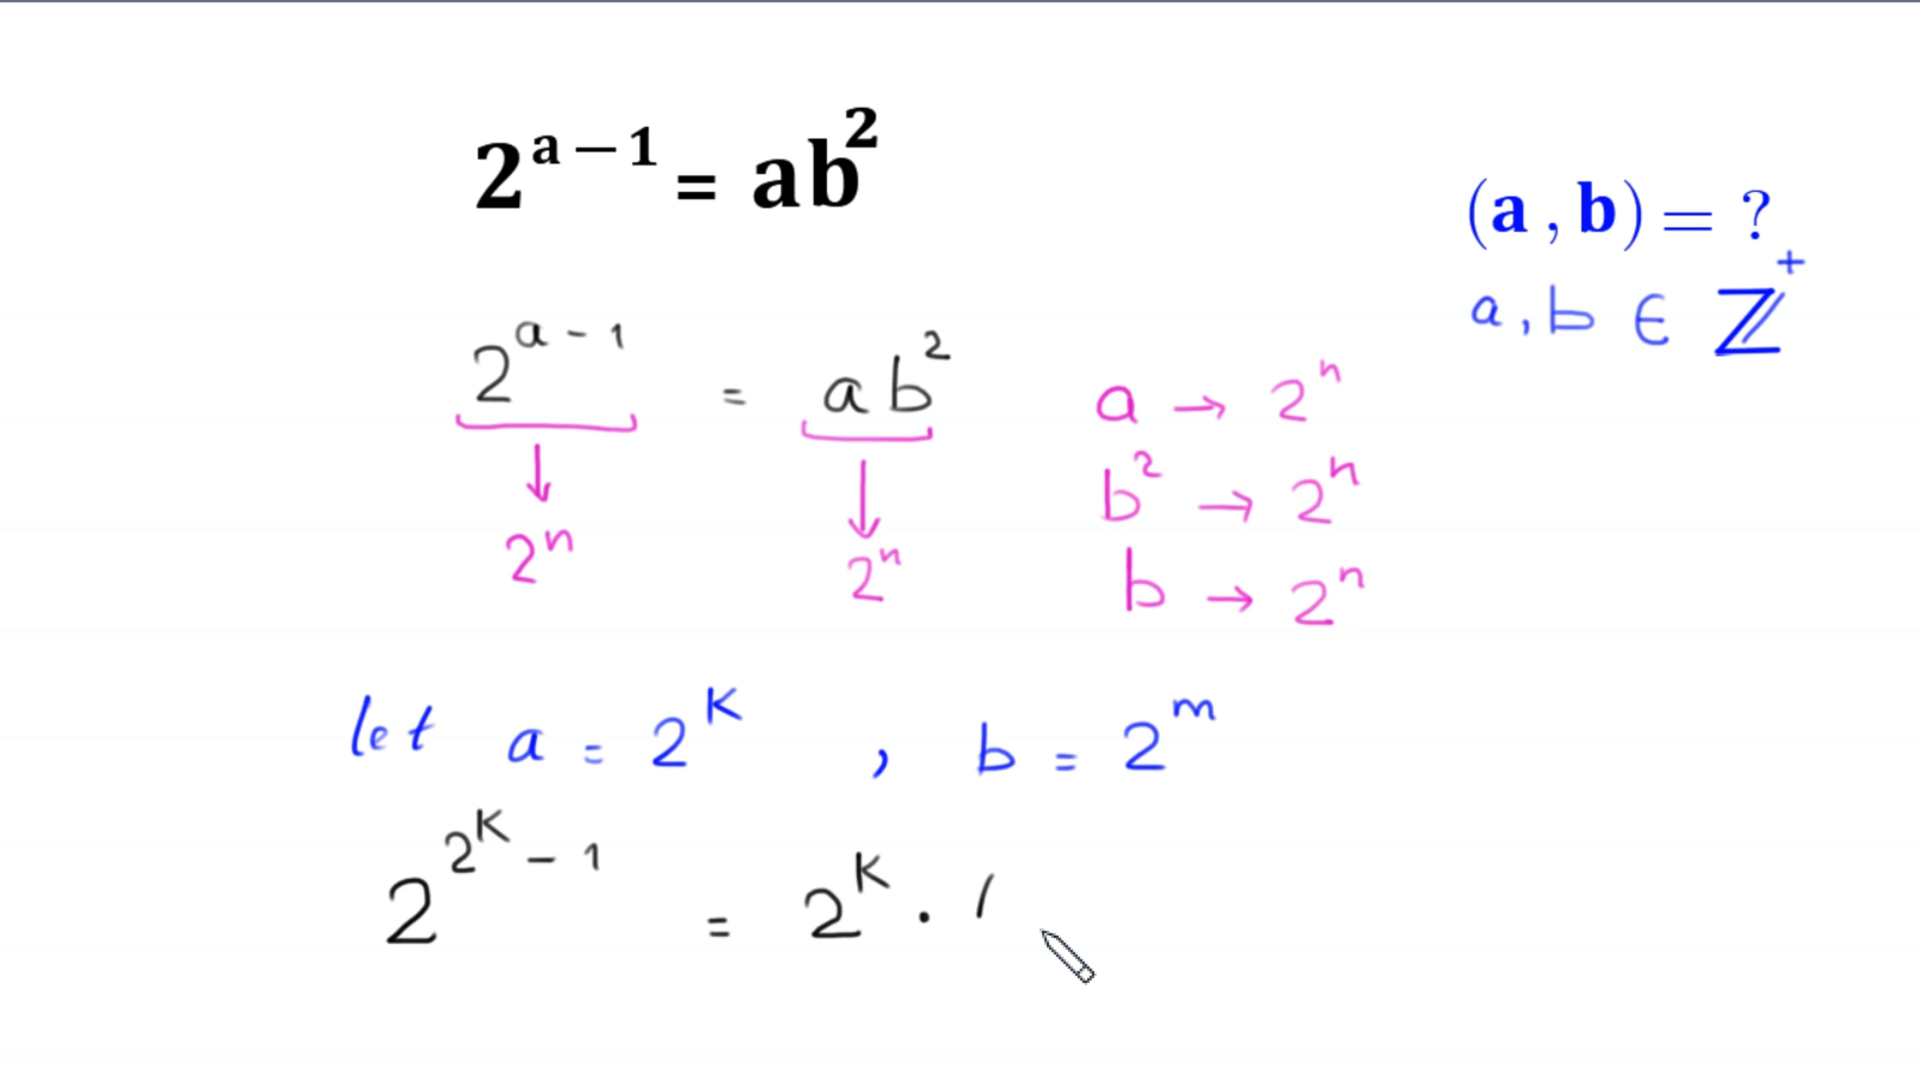 2^{a-1} = ab^2
(a, b) = ?
a, b ∈ ℤ^+
2^{a-1} = ab^2
a → 2^n
b^2 → 2^n
b → 2^n
↓ ↓
2^n 2^n
let a = 2^K , b = 2^m
2^{2^K - 1} = 2^K . (